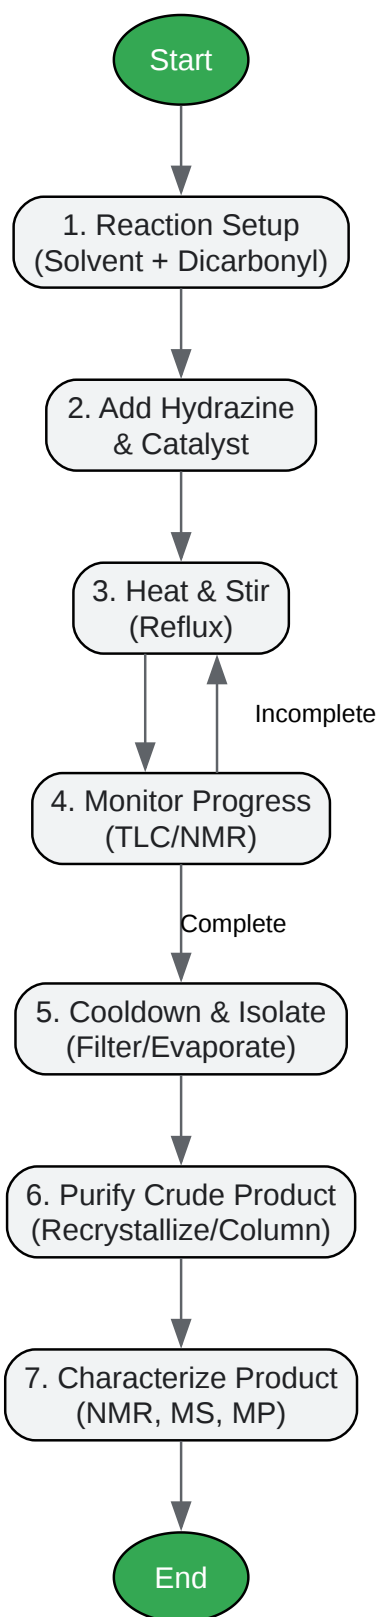 Start
1. Reaction Setup
(Solvent + Dicarbonyl)
2. Add Hydrazine
& Catalyst
3. Heat & Stir
(Reflux)
Incomplete
4. Monitor Progress
(TLC/NMR)
Complete
5. Cooldown & Isolate
(Filter/Evaporate)
6. Purify Crude Product
(Recrystallize/Column)
7. Characterize Product
(NMR, MS, MP)
End